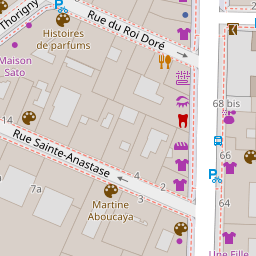 Thorigny
Rue du Roi Doré
Histoires
de parfums
Maison
Sato
68 bis
14
Rue Sainte-Anastase
66
4
2
7a
3
64
Martine
Aboucaya
Une Fille